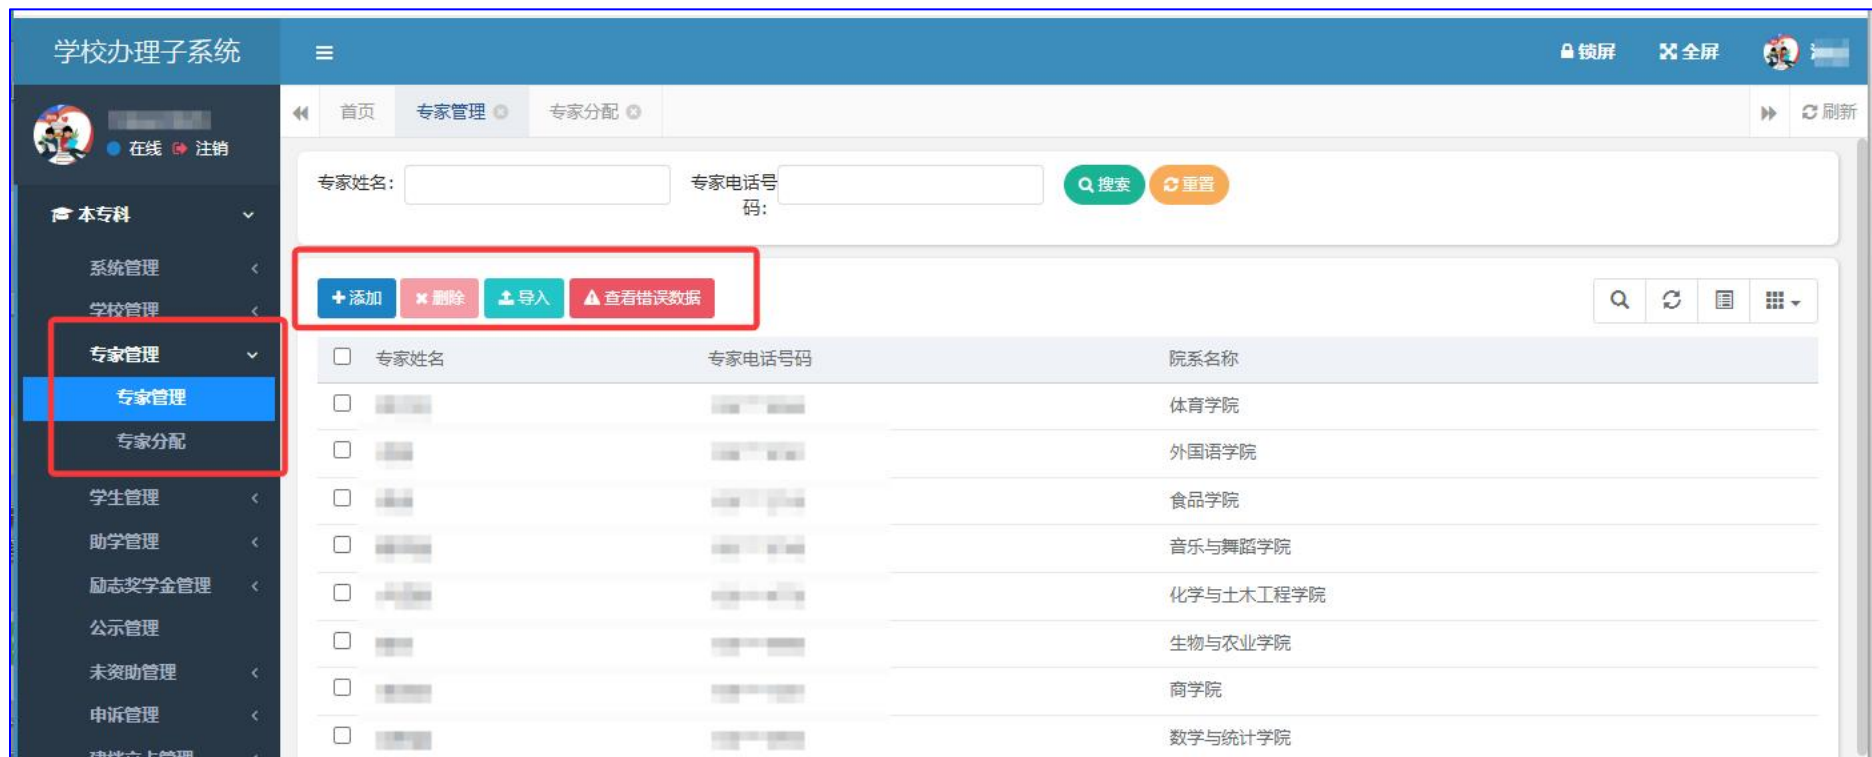 学校办理子系统
锁屏 全屏
在线 注销
首页 专家管理 专家分配 刷新
专家姓名： 专家电话号码： 搜索 重置
本专科
系统管理
学校管理
专家管理
专家管理
专家分配
学生管理
助学管理
励志奖学金管理
公示管理
未资助管理
申诉管理
添加 删除 导入 查看错误数据
专家姓名 专家电话号码 院系名称
体育学院
外国语学院
食品学院
音乐与舞蹈学院
化学与土木工程学院
生物与农业学院
商学院
数学与统计学院